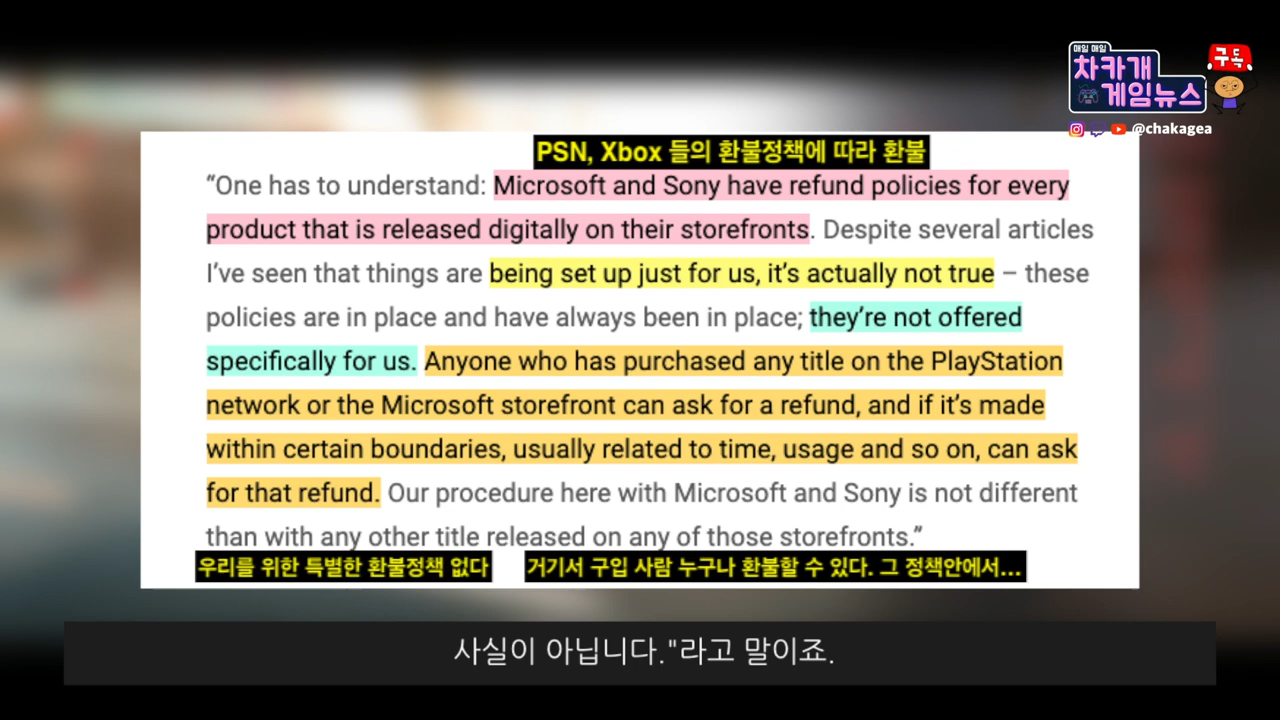 매일 매일
차카개
게임뉴스
구독
@chakagea
PSN, Xbox 들의 환불정책에 따라 환불
“One has to understand: Microsoft and Sony have refund policies for every
product that is released digitally on their storefronts. Despite several articles
I’ve seen that things are being set up just for us, it’s actually not true – these
policies are in place and have always been in place; they’re not offered
specifically for us. Anyone who has purchased any title on the PlayStation
network or the Microsoft storefront can ask for a refund, and if it’s made
within certain boundaries, usually related to time, usage and so on, can ask
for that refund. Our procedure here with Microsoft and Sony is not different
than with any other title released on any of those storefronts.”
우리를 위한 특별한 환불정책 없다
거기서 구입 사람 누구나 환불할 수 있다. 그 정책안에서...
사실이 아닙니다."라고 말이죠.